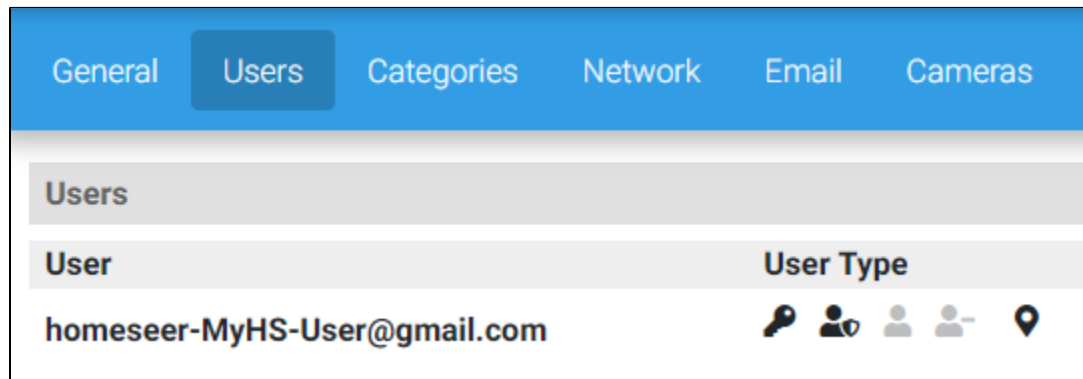 General Users Categories Network Email Cameras
Users
User User Type
homeseer-MyHS-User@gmail.com